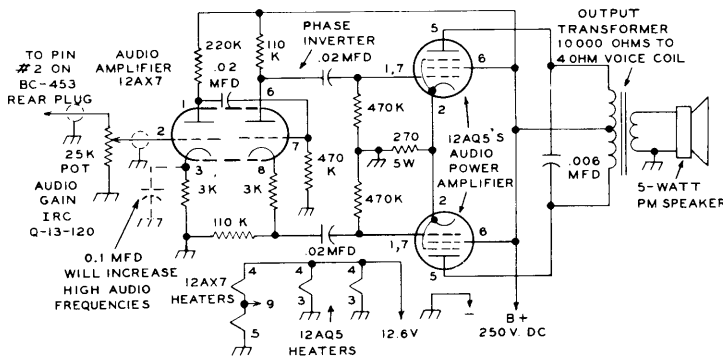 TO PIN
#2 ON
BC-453
REAR PLUG
AUDIO
AMPLIFIER
12AX7
220K
.02
MFD
110
K
PHASE
INVERTER
.02MFD
5
OUTPUT
TRANSFORMER
10000 OHMS TO
4 OHM VOICE COIL
1
6
1,7
6
2
2
7
3
8
25K
POT
AUDIO
GAIN
IRC
Q-13-120
3K
3K
470
K
470K
270
5W
470K
12AQ5'S
AUDIO
POWER
AMPLIFIER
.006
MFD
5-WATT
PM SPEAKER
110 K
.02MFD
2
1,7
6
5
0.1 MFD
WILL INCREASE
HIGH AUDIO
FREQUENCIES
12AX7
HEATERS
4
9
5
4
3
4
3
12AQ5
HEATERS
12.6V
–
B+
250V. DC